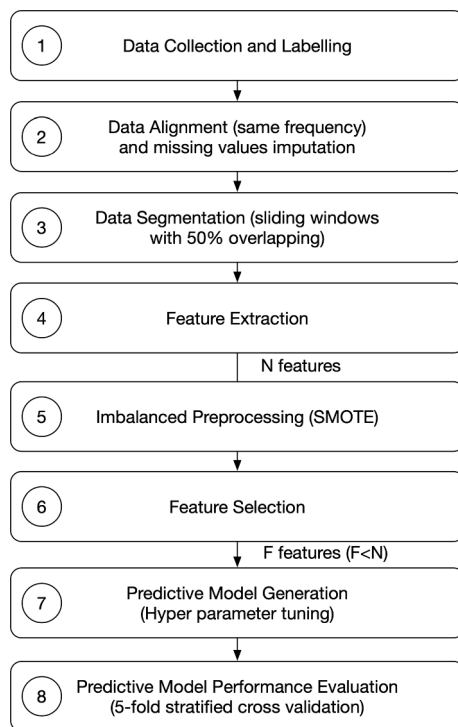 1
Data Collection and Labelling
2
Data Alignment (same frequency)
and missing values imputation
3
Data Segmentation (sliding windows
with 50% overlapping)
4
Feature Extraction
N features
5
Imbalanced Preprocessing (SMOTE)
6
Feature Selection
F features (F<N)
7
Predictive Model Generation
(Hyper parameter tuning)
8
Predictive Model Performance Evaluation
(5-fold stratified cross validation)